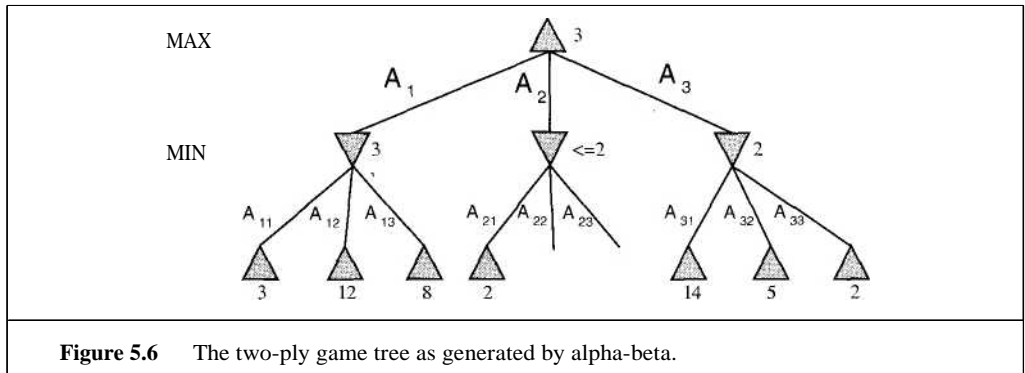 MAX 3
A1 A2 A3
MIN 3 <=2 2
A11 A12 A13 A21 A22 A23 A31 A32 A33
3 12 8 2 14 5 2
Figure 5.6 The two-ply game tree as generated by alpha-beta.